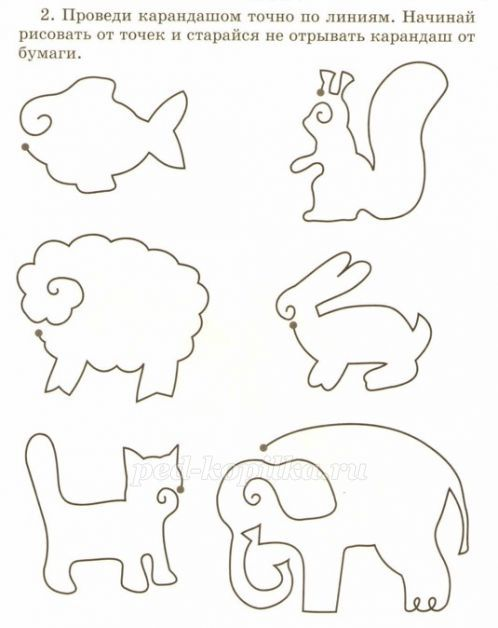 2. Проведи карандашом точно по линиям. Начинай
рисовать от точек и старайся не отрывать карандаш от
бумаги.
ped-kopilka.ru